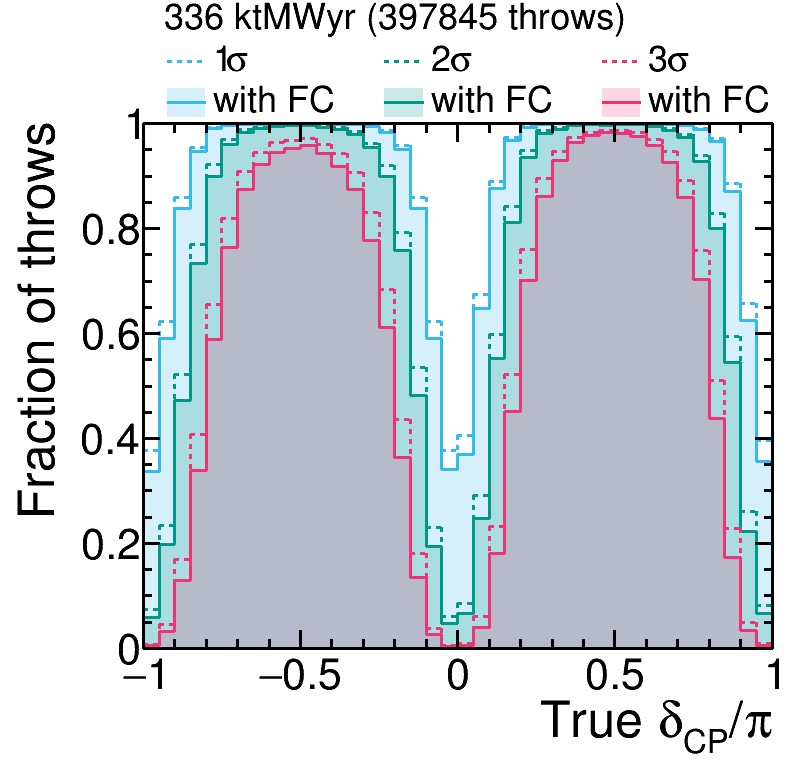 336 ktMWyr (397845 throws)
1σ 2σ 3σ
with FC with FC with FC
Fraction of throws
1
0.8
0.6
0.4
0.2
0
−1 −0.5 0 0.5 1
True δCP/π